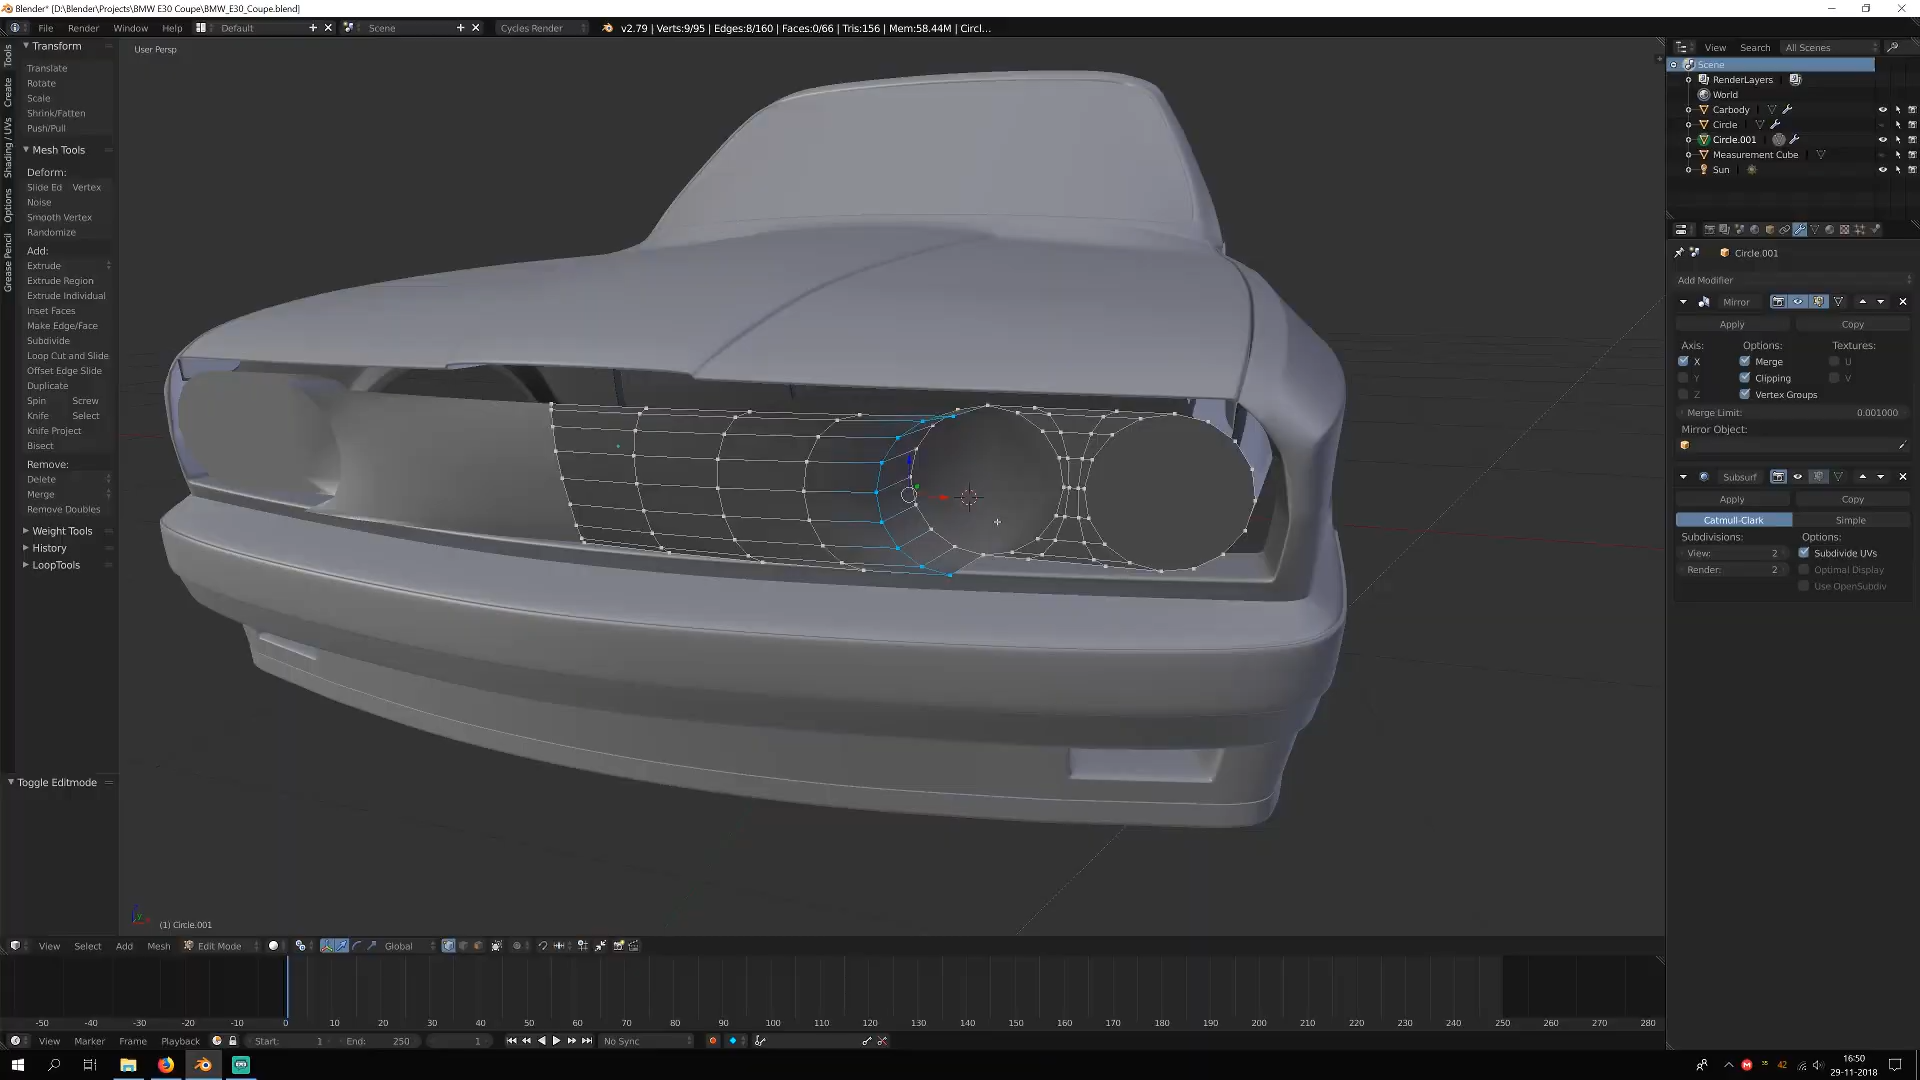 Blender* [D:\Blender\Projects\BMW E30 Coupe\BMW_E30_Coupe.blend]
File Render Window Help Default Scene Cycles Render v2.79 | Verts:9/95 | Edges:8/160 | Faces:0/66 | Tris:156 | Mem:58.44M | Circl...
Tools
Create
Shading / UVs
Options
Grease Pencil
Transform
Translate
Rotate
Scale
Shrink/Fatten
Push/Pull
Mesh Tools
Deform:
Slide Ed Vertex
Noise
Smooth Vertex
Randomize
Add:
Extrude
Extrude Region
Extrude Individual
Inset Faces
Make Edge/Face
Subdivide
Loop Cut and Slide
Offset Edge Slide
Duplicate
Spin Screw
Knife Select
Knife Project
Bisect
Remove:
Delete
Merge
Remove Doubles
Weight Tools
History
LoopTools
Toggle Editmode
User Persp
(1) Circle.001
View Select Add Mesh Edit Mode Global
View Search All Scenes
Scene
RenderLayers
World
Carbody
Circle
Circle.001
Measurement Cube
Sun
Circle.001
Add Modifier
Mirror
Apply Copy
Axis: Options: Textures:
X Merge U
Y Clipping V
Z Vertex Groups
Merge Limit: 0.001000
Mirror Object:
Subsurf
Apply Copy
Catmull-Clark Simple
Subdivisions: Options:
View: 2 Subdivide UVs
Render: 2 Optimal Display
Use OpenSubdiv
-50 -40 -30 -20 -10 0 10 20 30 40 50 60 70 80 90 100 110 120 130 140 150 160 170 180 190 200 210 220 230 240 250 260 270 280
View Marker Frame Playback Start: 1 End: 250 1 No Sync
42
16:50
29-11-2018